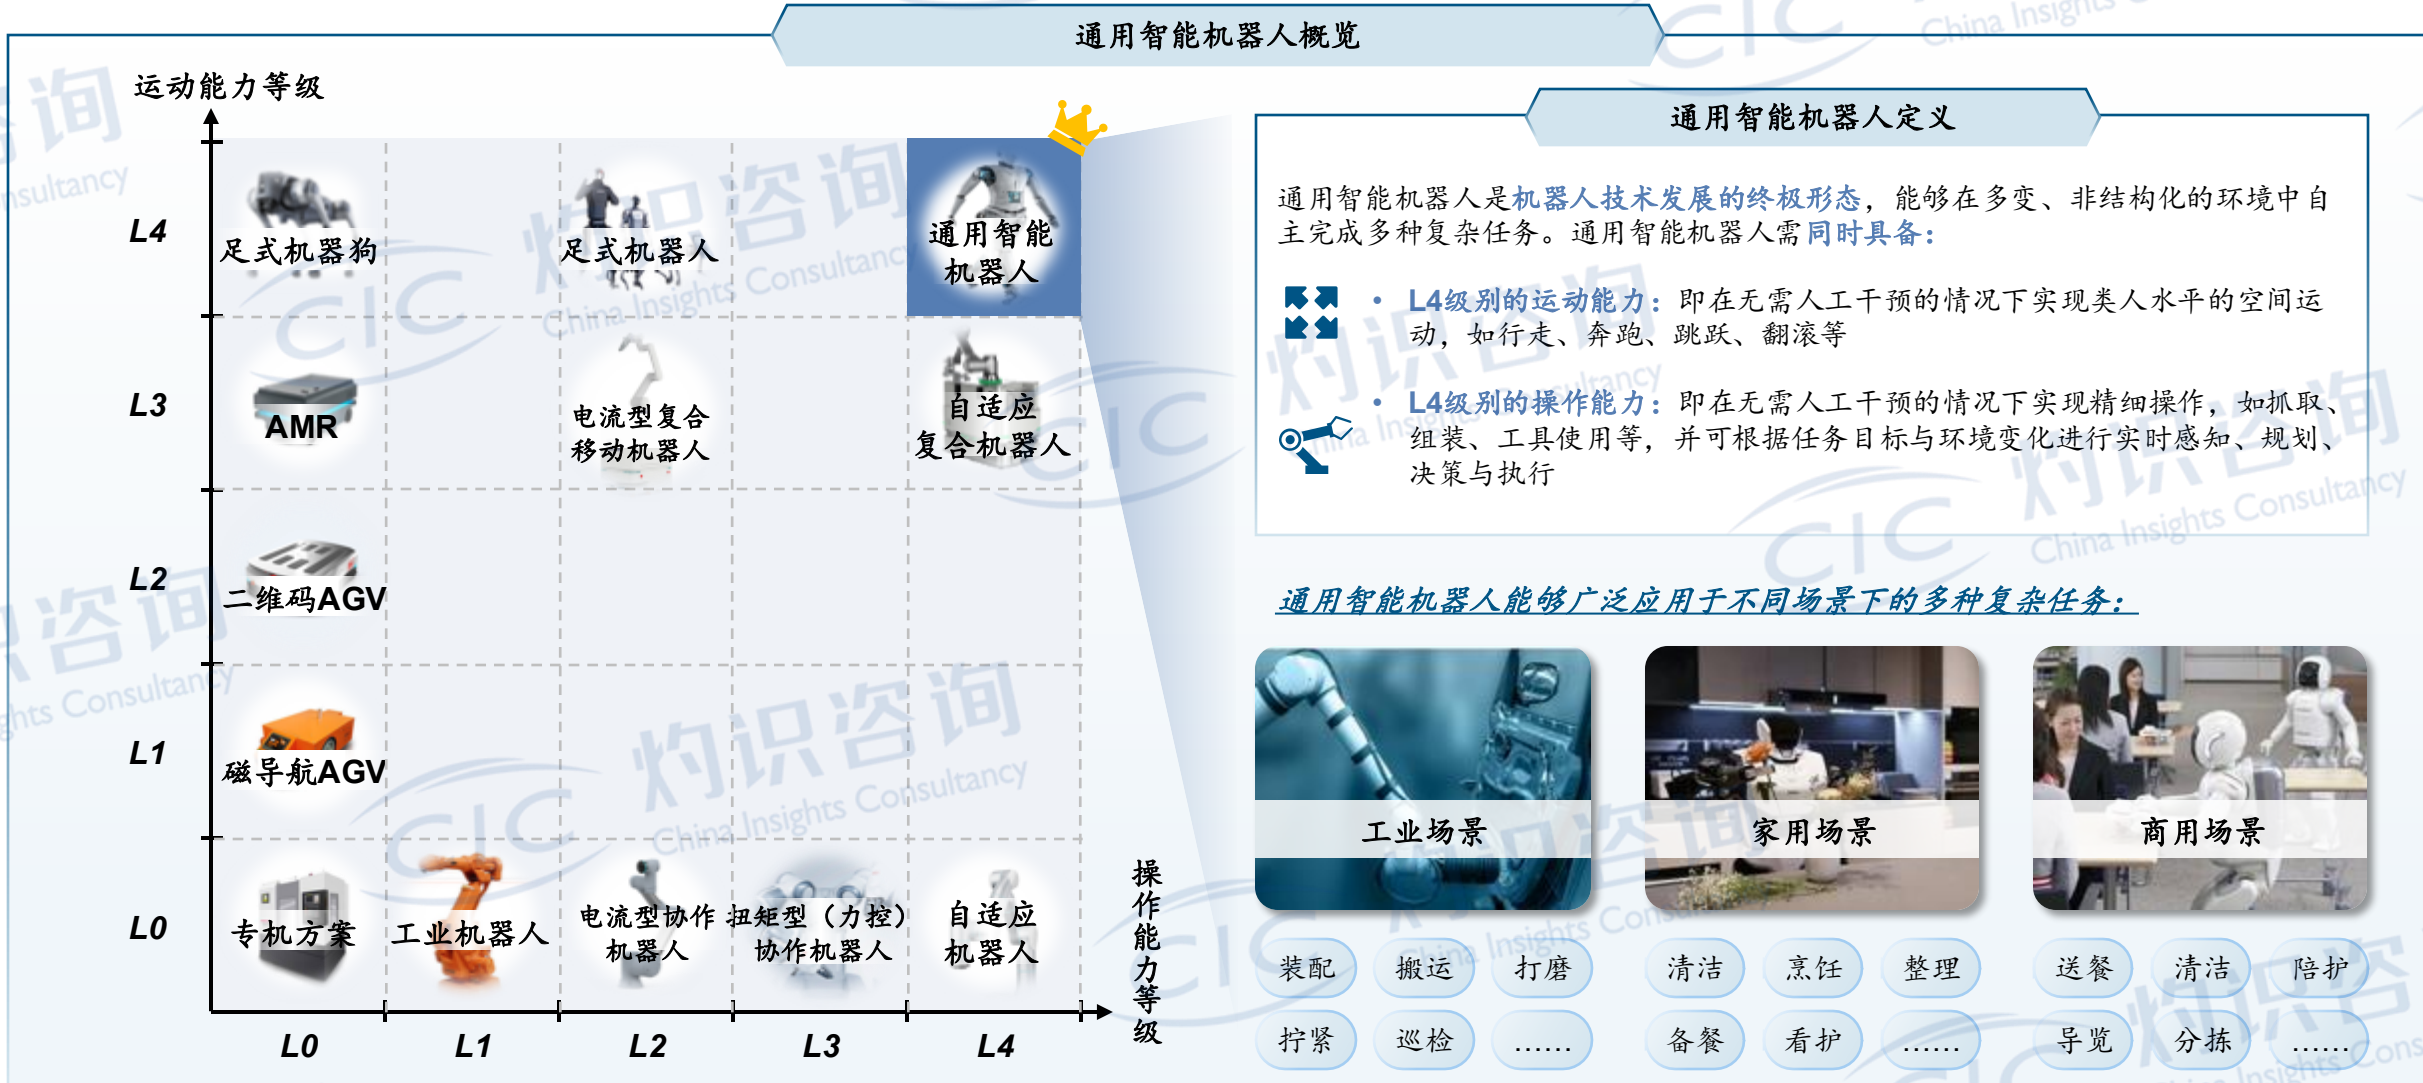 通用智能机器人概览
运动能力等级
L4
足式机器狗
足式机器人
通用智能
机器人
L3
AMR
电流型复合
移动机器人
自适应
复合机器人
L2
二维码AGV
L1
磁导航AGV
L0
专机方案
工业机器人
电流型协作
机器人
扭矩型（力控）
协作机器人
自适应
机器人
操作能力等级
L0
L1
L2
L3
L4
通用智能机器人定义
通用智能机器人是机器人技术发展的终极形态，能够在多变、非结构化的环境中自
主完成多种复杂任务。通用智能机器人需同时具备：
• L4级别的运动能力：即在无需人工干预的情况下实现类人水平的空间运
动，如行走、奔跑、跳跃、翻滚等
• L4级别的操作能力：即在无需人工干预的情况下实现精细操作，如抓取、
组装、工具使用等，并可根据任务目标与环境变化进行实时感知、规划、
决策与执行
通用智能机器人能够广泛应用于不同场景下的多种复杂任务：
工业场景
家用场景
商用场景
装配
搬运
打磨
清洁
烹饪
整理
送餐
清洁
陪护
拧紧
巡检
……
备餐
看护
……
导览
分拣
……
CIC 灼识咨询
China Insights Consultancy